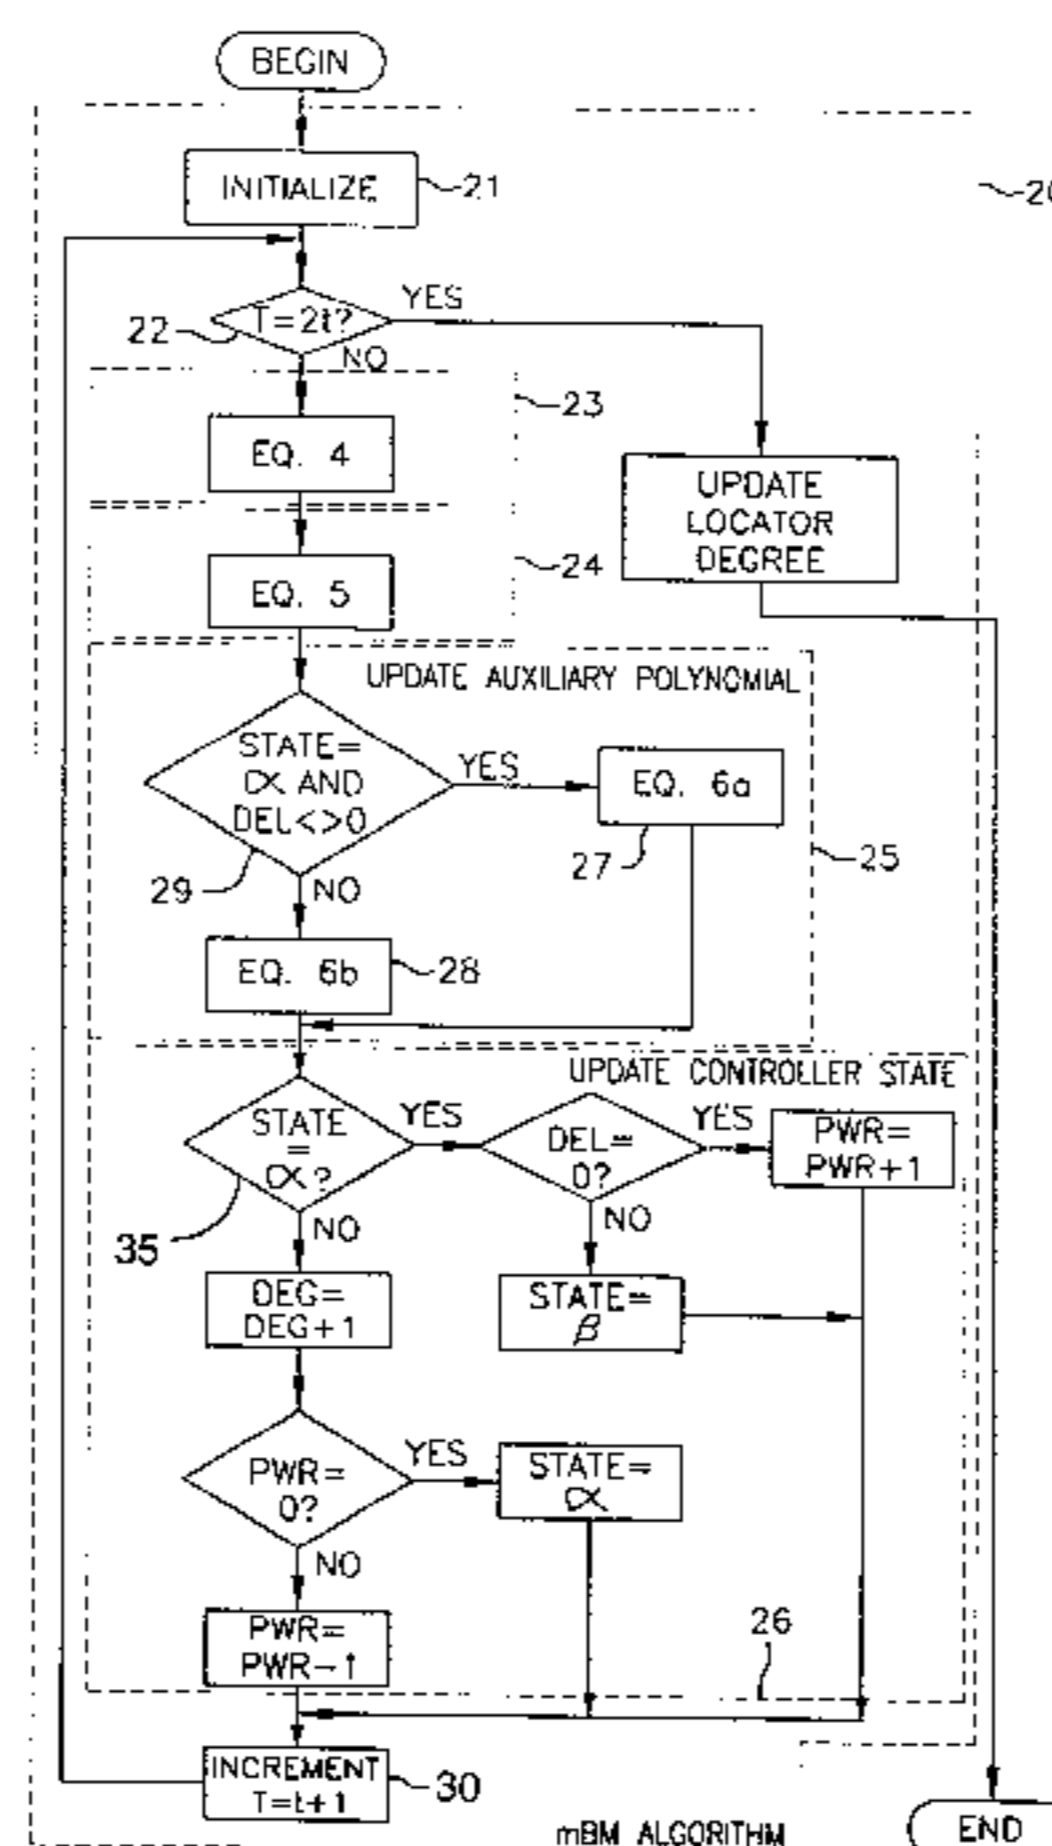 BEGIN
INITIALIZE
21
T=2t?
YES
22
NO
23
EQ. 4
UPDATE
LOCATOR
DEGREE
EQ. 5
24
UPDATE AUXILIARY POLYNOMIAL
STATE=
α AND
DEL<>0
YES
EQ. 6a
27
25
29
NO
EQ. 6b
28
UPDATE CONTROLLER STATE
STATE
=
α?
YES
DEL=
0?
YES
PWR=
PWR+1
35
NO
NO
DEG=
DEG+1
STATE=
β
PWR=
0?
YES
STATE=
α
NO
PWR=
PWR-1
26
INCREMENT
T=t+1
30
mBM ALGORITHM
END